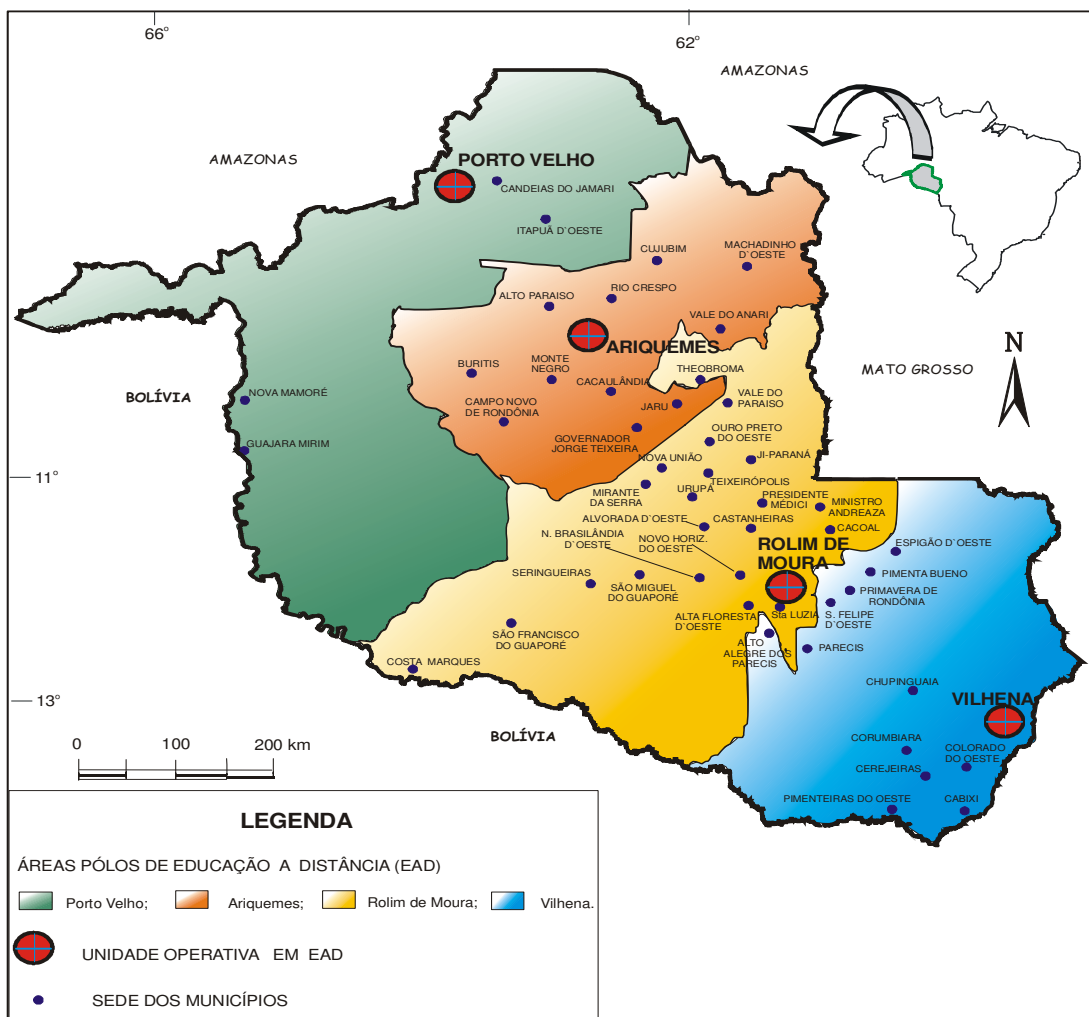 66°
62°
AMAZONAS
AMAZONAS
PORTO VELHO
CANDEIAS DO JAMARI
ITAPUÃ D`OESTE
CUJUBIM
MACHADINHO
D`OESTE
ALTO PARAISO
RIO CRESPO
VALE DO ANARI
ARIQUEMES
BURITIS
MONTE
NEGRO
THEOBROMA
MATO GROSSO
N
BOLÍVIA
NOVA MAMORÉ
CACAULÂNDIA
CAMPO NOVO
DE RONDÔNIA
JARU
VALE DO
PARAISO
GOVERNADOR
JORGE TEIXEIRA
OURO PRETO
DO OESTE
GUAJARA MIRIM
NOVA UNIÃO
JI-PARANÁ
11°
MIRANTE
DA SERRA
URUPÁ
TEIXEIRÓPOLIS
PRESIDENTE
MÉDICI
MINISTRO
ANDREAZA
ALVORADA D`OESTE
CASTANHEIRAS
CACOAL
N. BRASILÂNDIA
D`OESTE
NOVO HORIZ.
DO OESTE
ROLIM DE
MOURA
ESPIGÃO D`OESTE
SERINGUEIRAS
SÃO MIGUEL
DO GUAPORÉ
PIMENTA BUENO
PRIMAVERA DE
RONDÔNIA
ALTA FLORESTA
D`OESTE
Sta LUZIA
S. FELIPE
D`OESTE
SÃO FRANCISCO
DO GUAPORÉ
ALTO
ALEGRE DOS
PARECIS
PARECIS
COSTA MARQUES
CHUPINGUAIA
13°
VILHENA
BOLÍVIA
CORUMBIARA
COLORADO
DO OESTE
CEREJEIRAS
0 100 200 km
PIMENTEIRAS DO OESTE
CABIXI
LEGENDA
ÁREAS PÓLOS DE EDUCAÇÃO A DISTÂNCIA (EAD)
Porto Velho; Ariquemes; Rolim de Moura; Vilhena.
UNIDADE OPERATIVA EM EAD
SEDE DOS MUNICÍPIOS